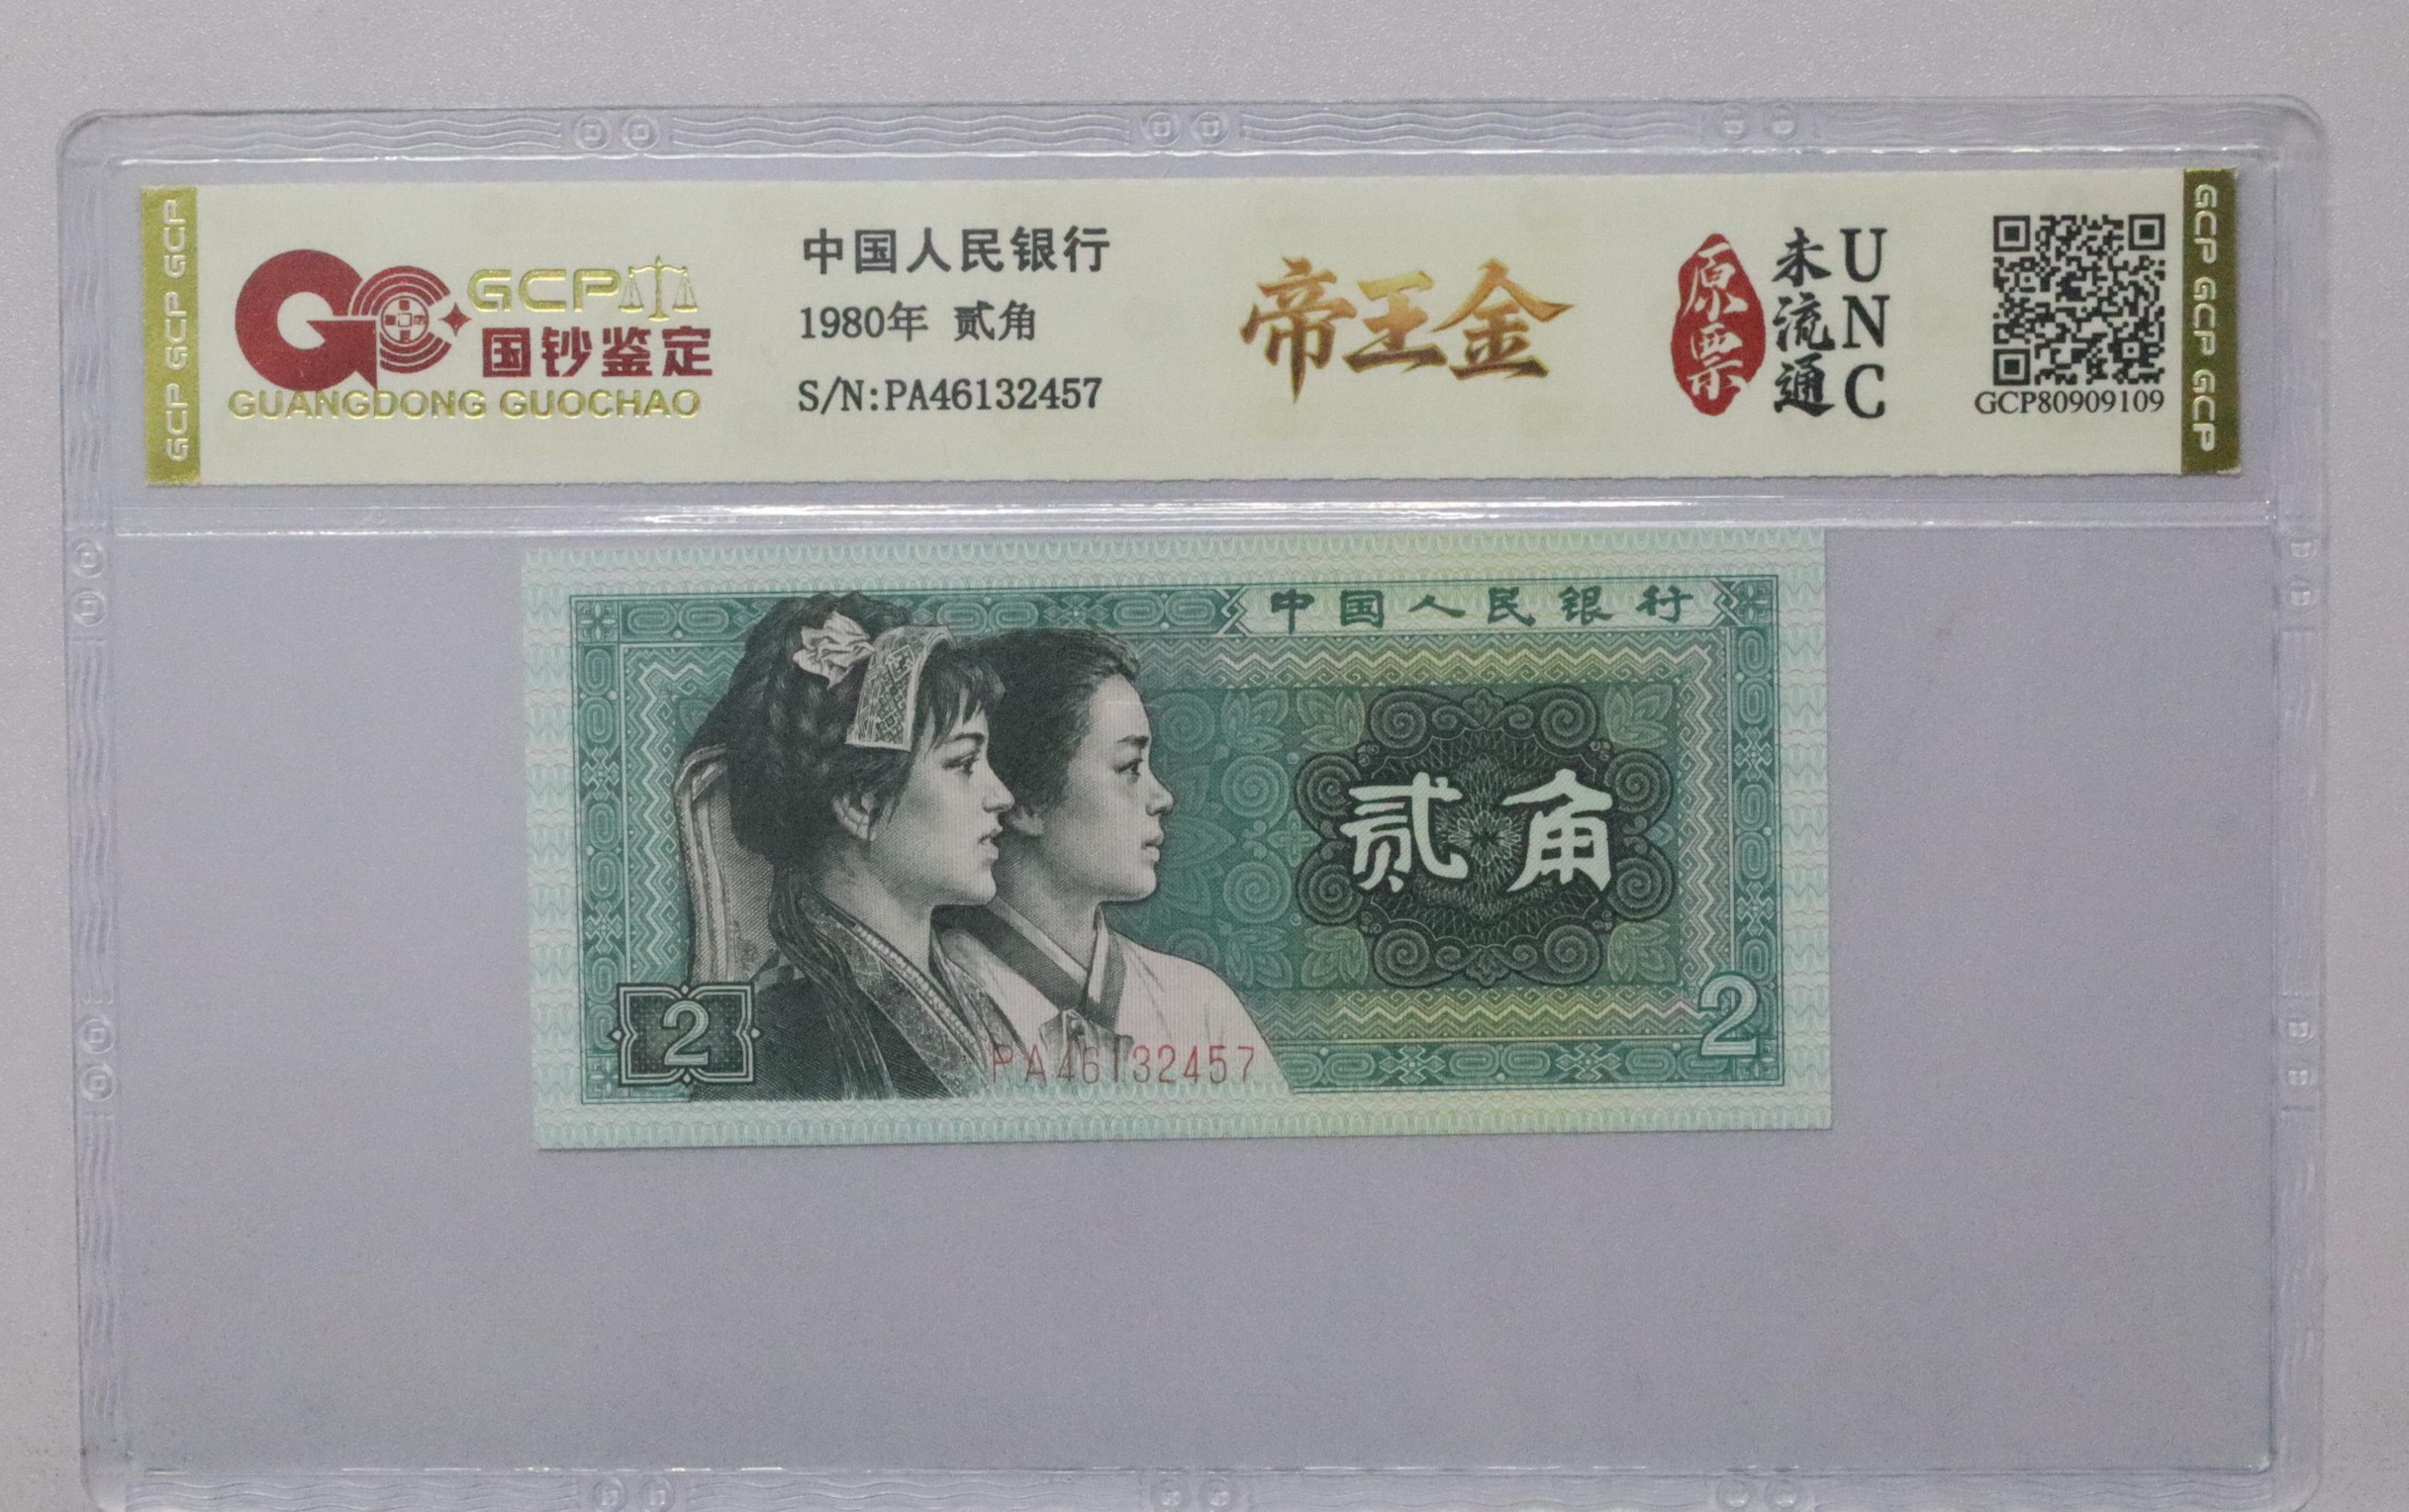 GCP GCP GCP
GCP
国钞鉴定
GUANGDONG GUOCHAO
中国人民银行
1980年 贰角
S/N:PA46132457
帝王金
原票
未流通
UNC
GCP80909109
GCP GCP GCP
中国人民银行
贰角
2
2
PA46132457